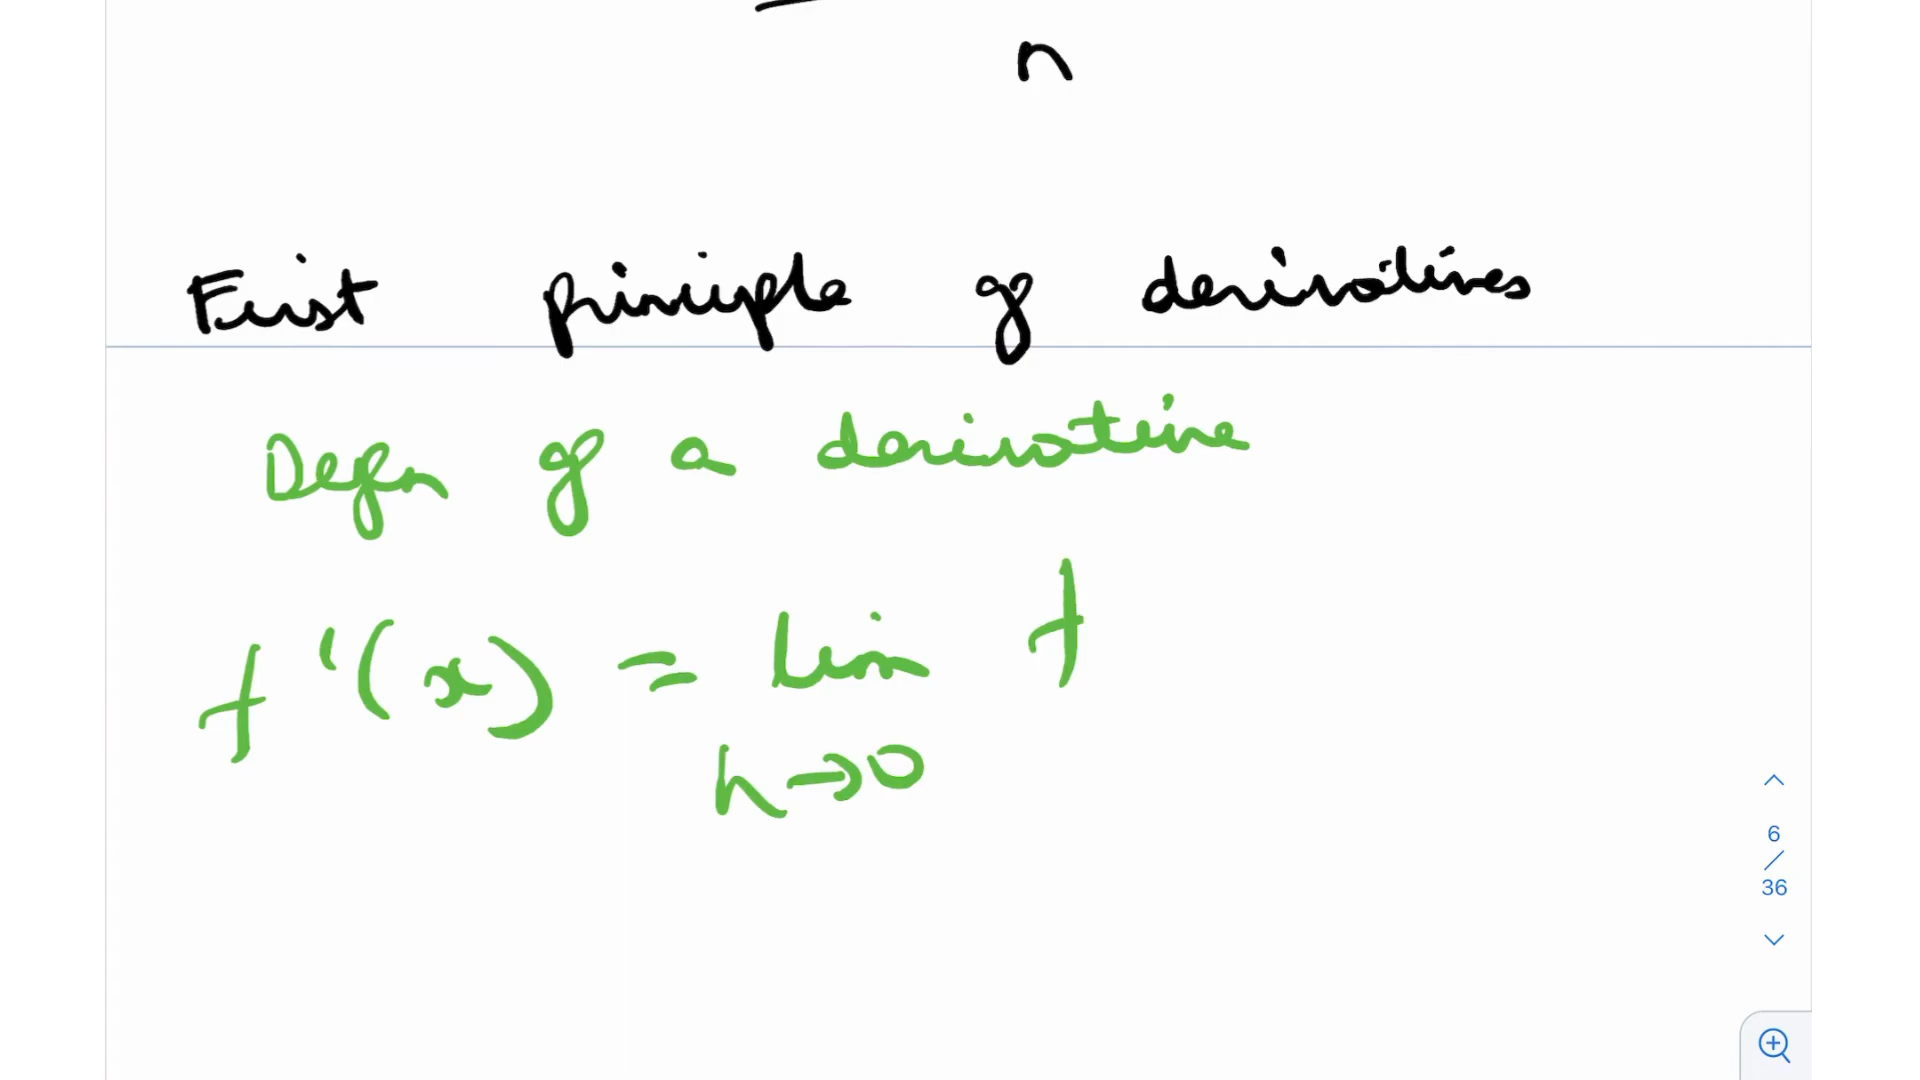 n
First principle of derivatives
Defn of a derivative
f'(x) = lim f
h→0
6
/
36